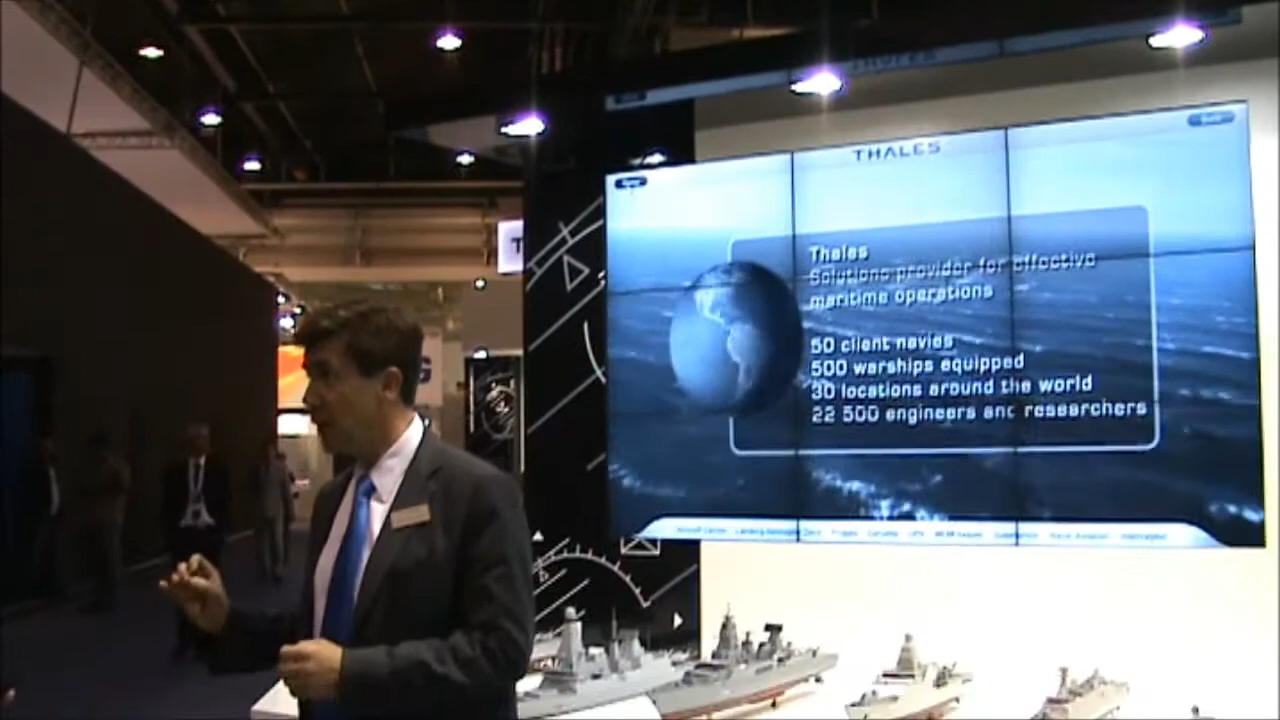 THALES
Thales
Solutions provider for effective
maritime operations
50 client navies
500 warships equipped
30 locations around the world
22 500 engineers and researchers
T
G